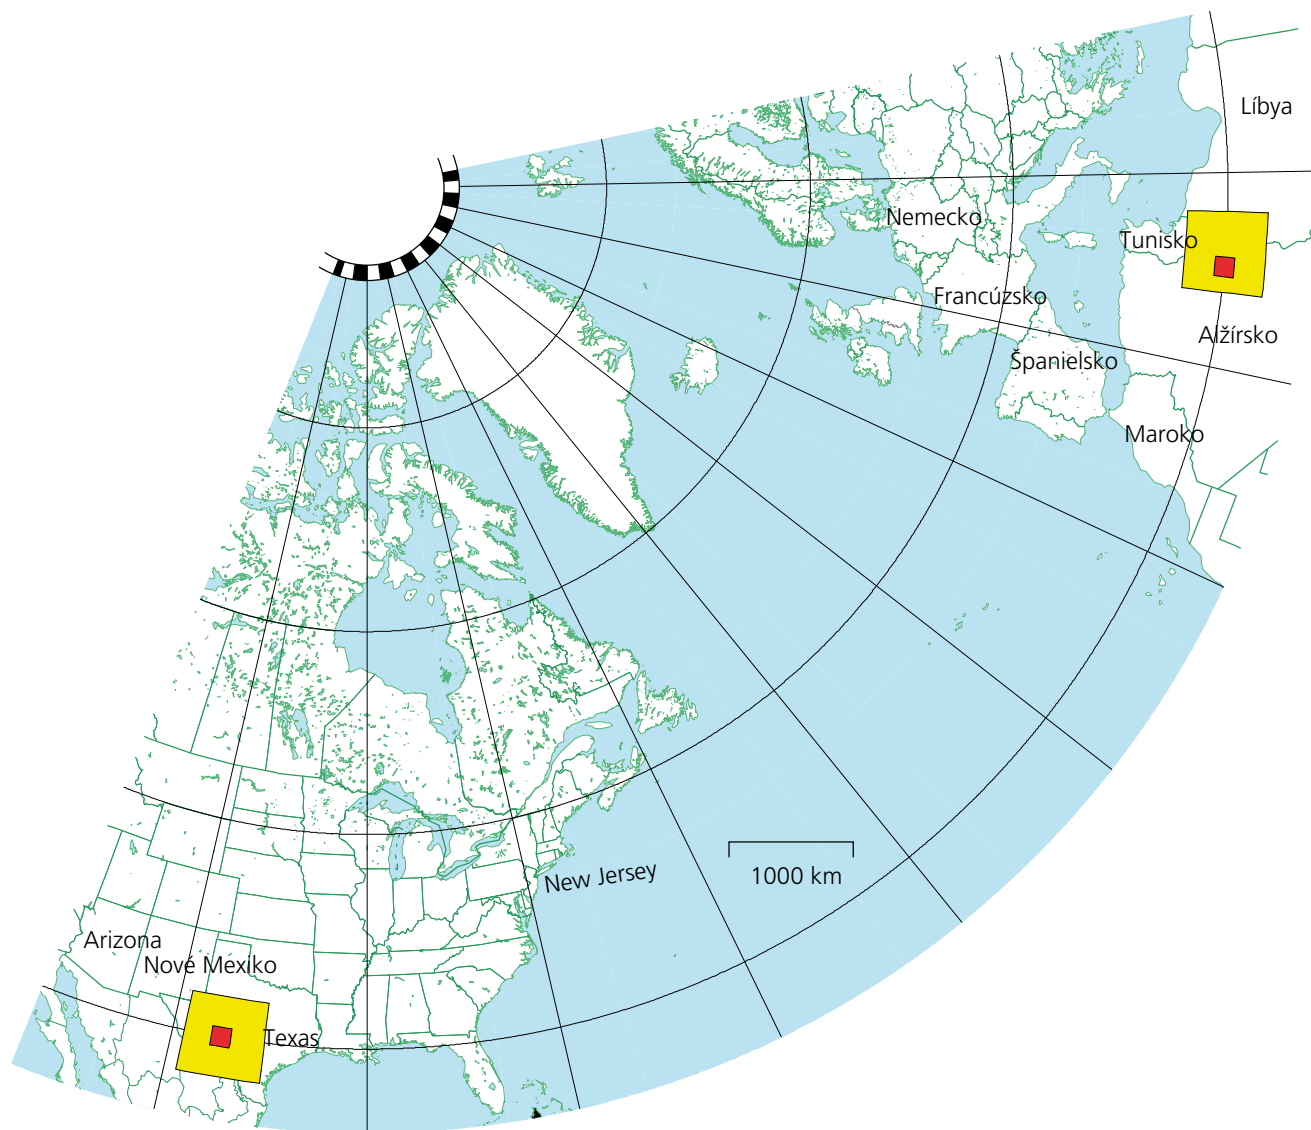 Líbya
Nemecko
Tunisko
Francúzsko
Alžírsko
Španielsko
Maroko
New Jersey
1000 km
Arizona
Nové Mexiko
Texas